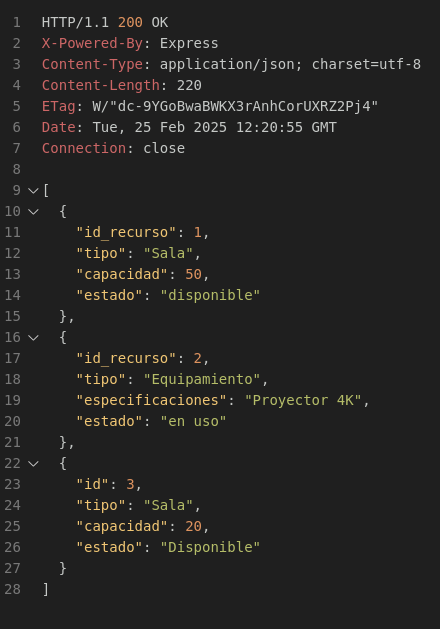 1 HTTP/1.1 200 OK
2 X-Powered-By: Express
3 Content-Type: application/json; charset=utf-8
4 Content-Length: 220
5 ETag: W/"dc-9YGoBwaBWKX3rAnhCorUXRZ2Pj4"
6 Date: Tue, 25 Feb 2025 12:20:55 GMT
7 Connection: close
8
9 [
10 {
11 "id_recurso": 1,
12 "tipo": "Sala",
13 "capacidad": 50,
14 "estado": "disponible"
15 },
16 {
17 "id_recurso": 2,
18 "tipo": "Equipamiento",
19 "especificaciones": "Proyector 4K",
20 "estado": "en uso"
21 },
22 {
23 "id": 3,
24 "tipo": "Sala",
25 "capacidad": 20,
26 "estado": "Disponible"
27 }
28 ]